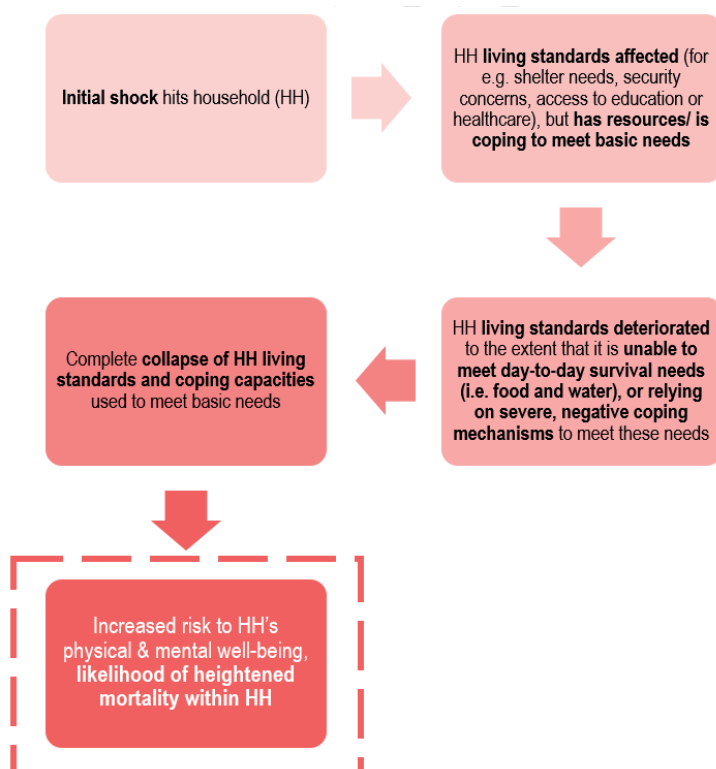 Initial shock hits household (HH)
HH living standards affected (for
e.g. shelter needs, security
concerns, access to education or
healthcare), but has resources/ is
coping to meet basic needs
HH living standards deteriorated
to the extent that it is unable to
meet day-to-day survival needs
(i.e. food and water), or relying
on severe, negative coping
mechanisms to meet these needs
Complete collapse of HH living
standards and coping capacities
used to meet basic needs
Increased risk to HH's
physical & mental well-being,
likelihood of heightened
mortality within HH